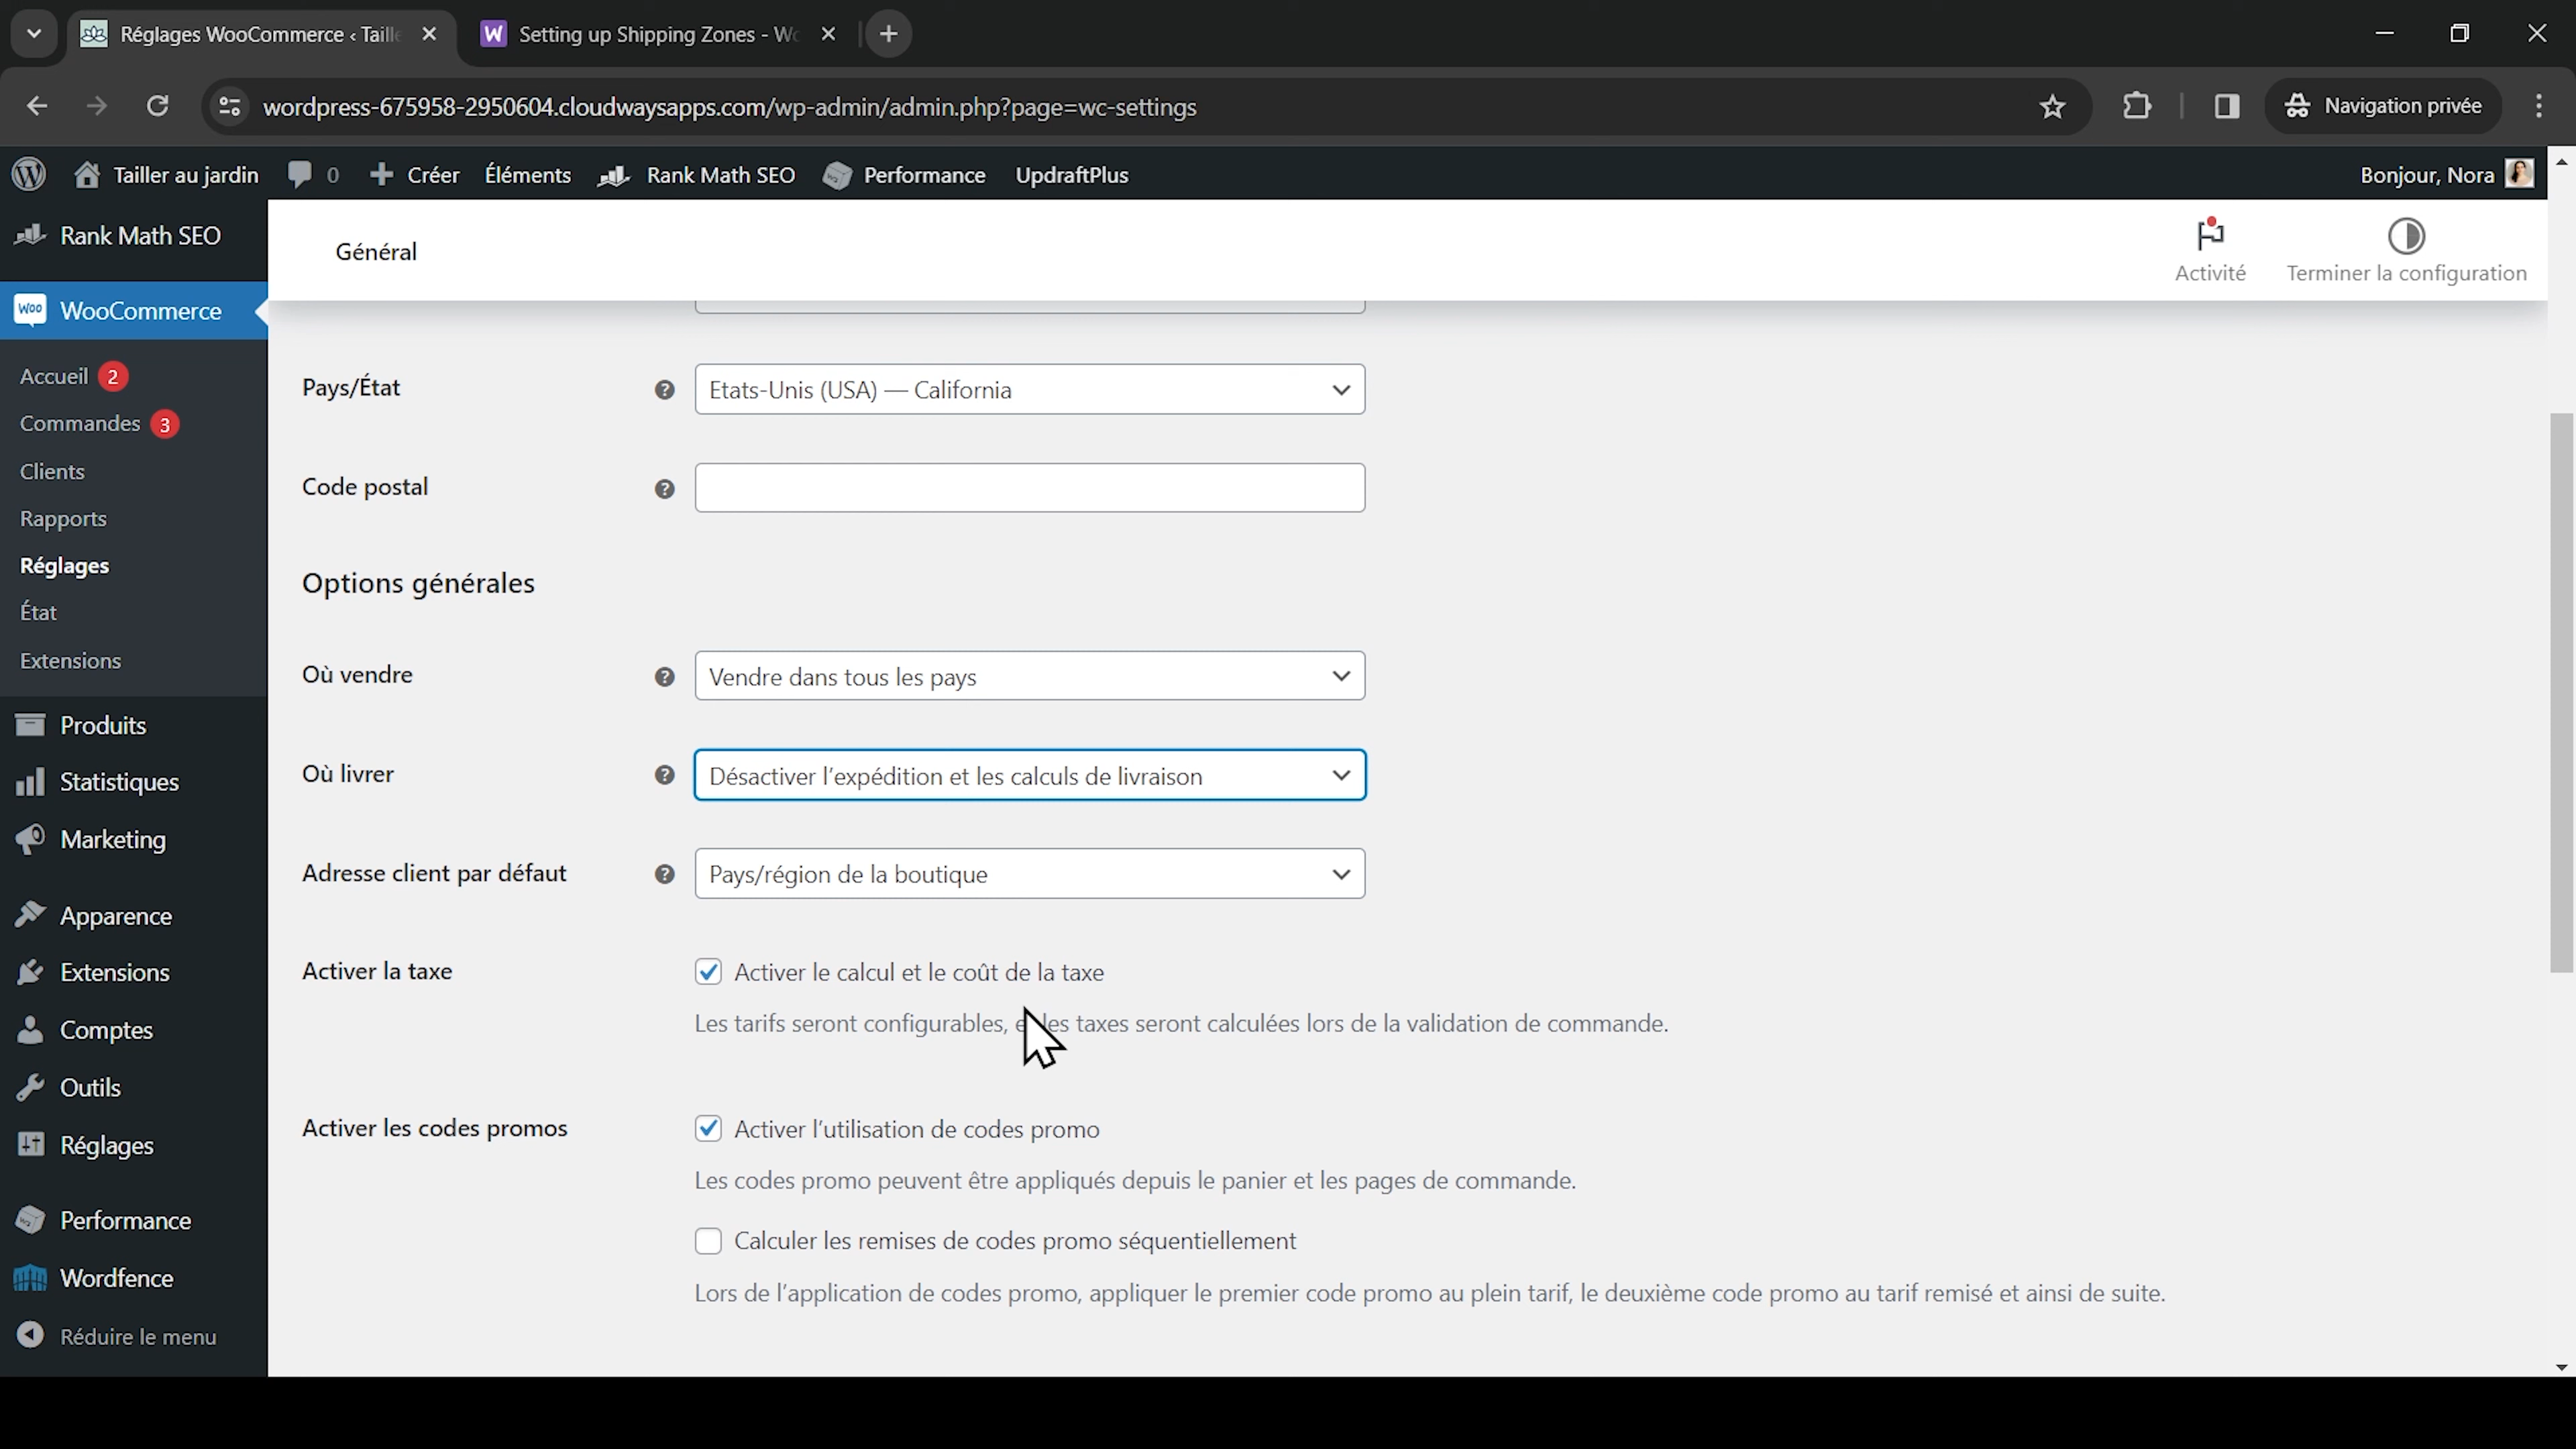 Réglages WooCommerce ‹ Taille
Setting up Shipping Zones - Wo
wordpress-675958-2950604.cloudwaysapps.com/wp-admin/admin.php?page=wc-settings
Navigation privée
Tailler au jardin
0
Créer
Éléments
Rank Math SEO
Performance
UpdraftPlus
Bonjour, Nora
Rank Math SEO
WooCommerce
Accueil 2
Commandes 3
Clients
Rapports
Réglages
État
Extensions
Produits
Statistiques
Marketing
Apparence
Extensions
Comptes
Outils
Réglages
Performance
Wordfence
Réduire le menu
Général
Activité
Terminer la configuration
Pays/État
Etats-Unis (USA) — California
Code postal
Options générales
Où vendre
Vendre dans tous les pays
Où livrer
Désactiver l'expédition et les calculs de livraison
Adresse client par défaut
Pays/région de la boutique
Activer la taxe
Activer le calcul et le coût de la taxe
Les tarifs seront configurables, et les taxes seront calculées lors de la validation de commande.
Activer les codes promos
Activer l'utilisation de codes promo
Les codes promo peuvent être appliqués depuis le panier et les pages de commande.
Calculer les remises de codes promo séquentiellement
Lors de l'application de codes promo, appliquer le premier code promo au plein tarif, le deuxième code promo au tarif remisé et ainsi de suite.